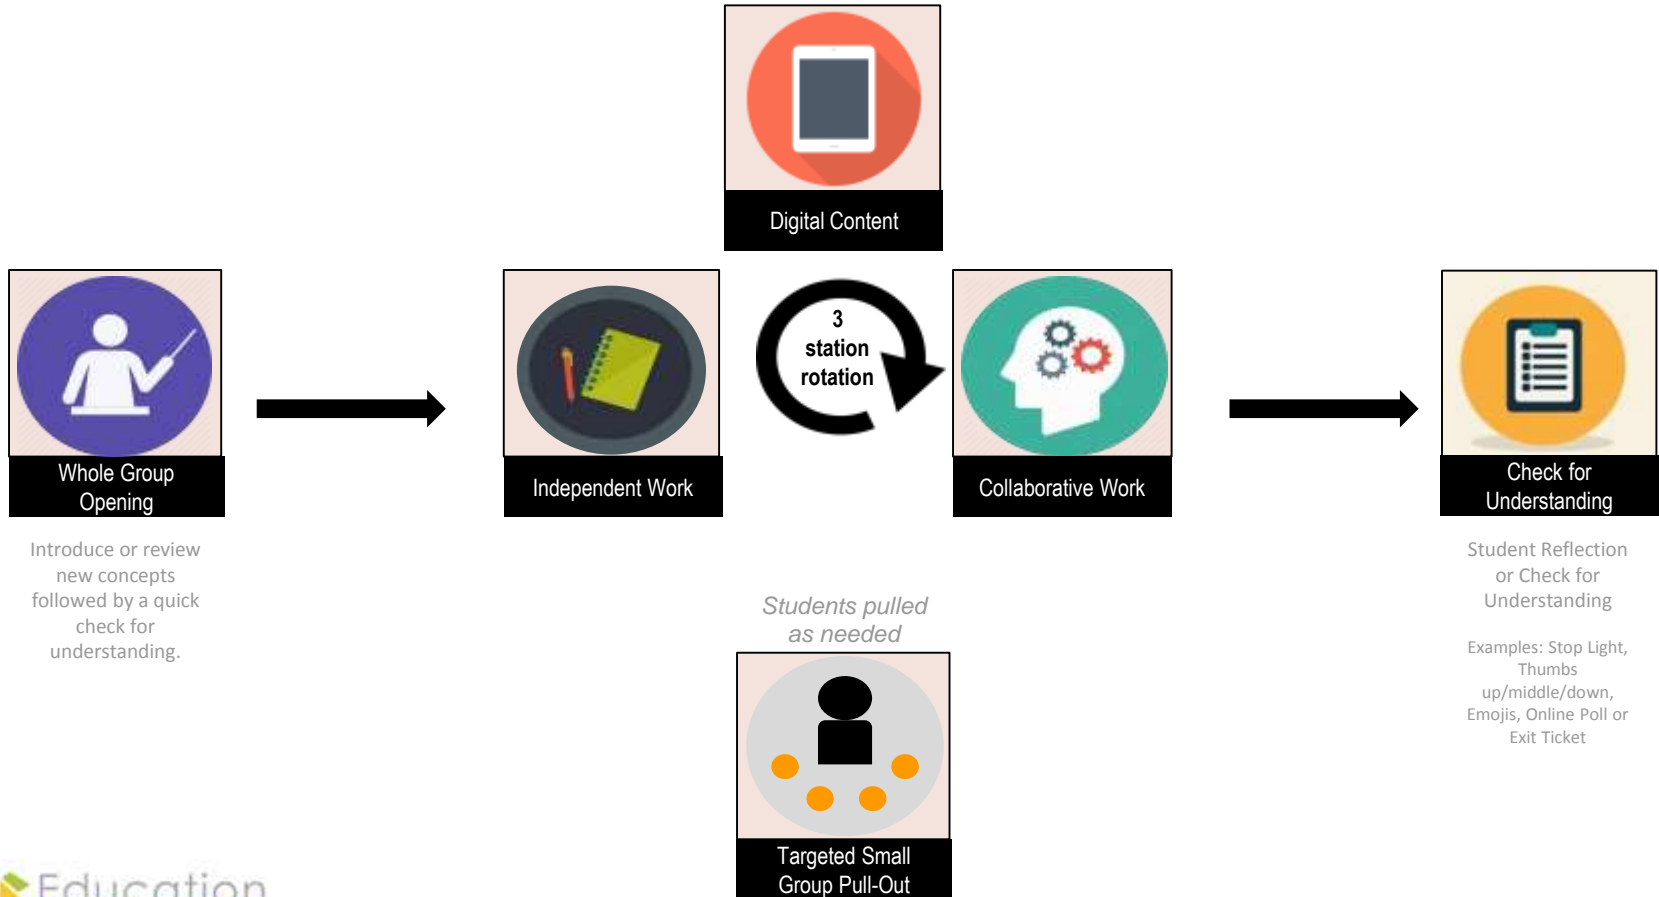 Digital Content
Whole Group
Opening
Introduce or review
new concepts
followed by a quick
check for
understanding.
Independent Work
3
station
rotation
Collaborative Work
Students pulled
as needed
Targeted Small
Group Pull-Out
Check for
Understanding
Student Reflection
or Check for
Understanding
Examples: Stop Light,
Thumbs
up/middle/down,
Emojis, Online Poll or
Exit Ticket
Education